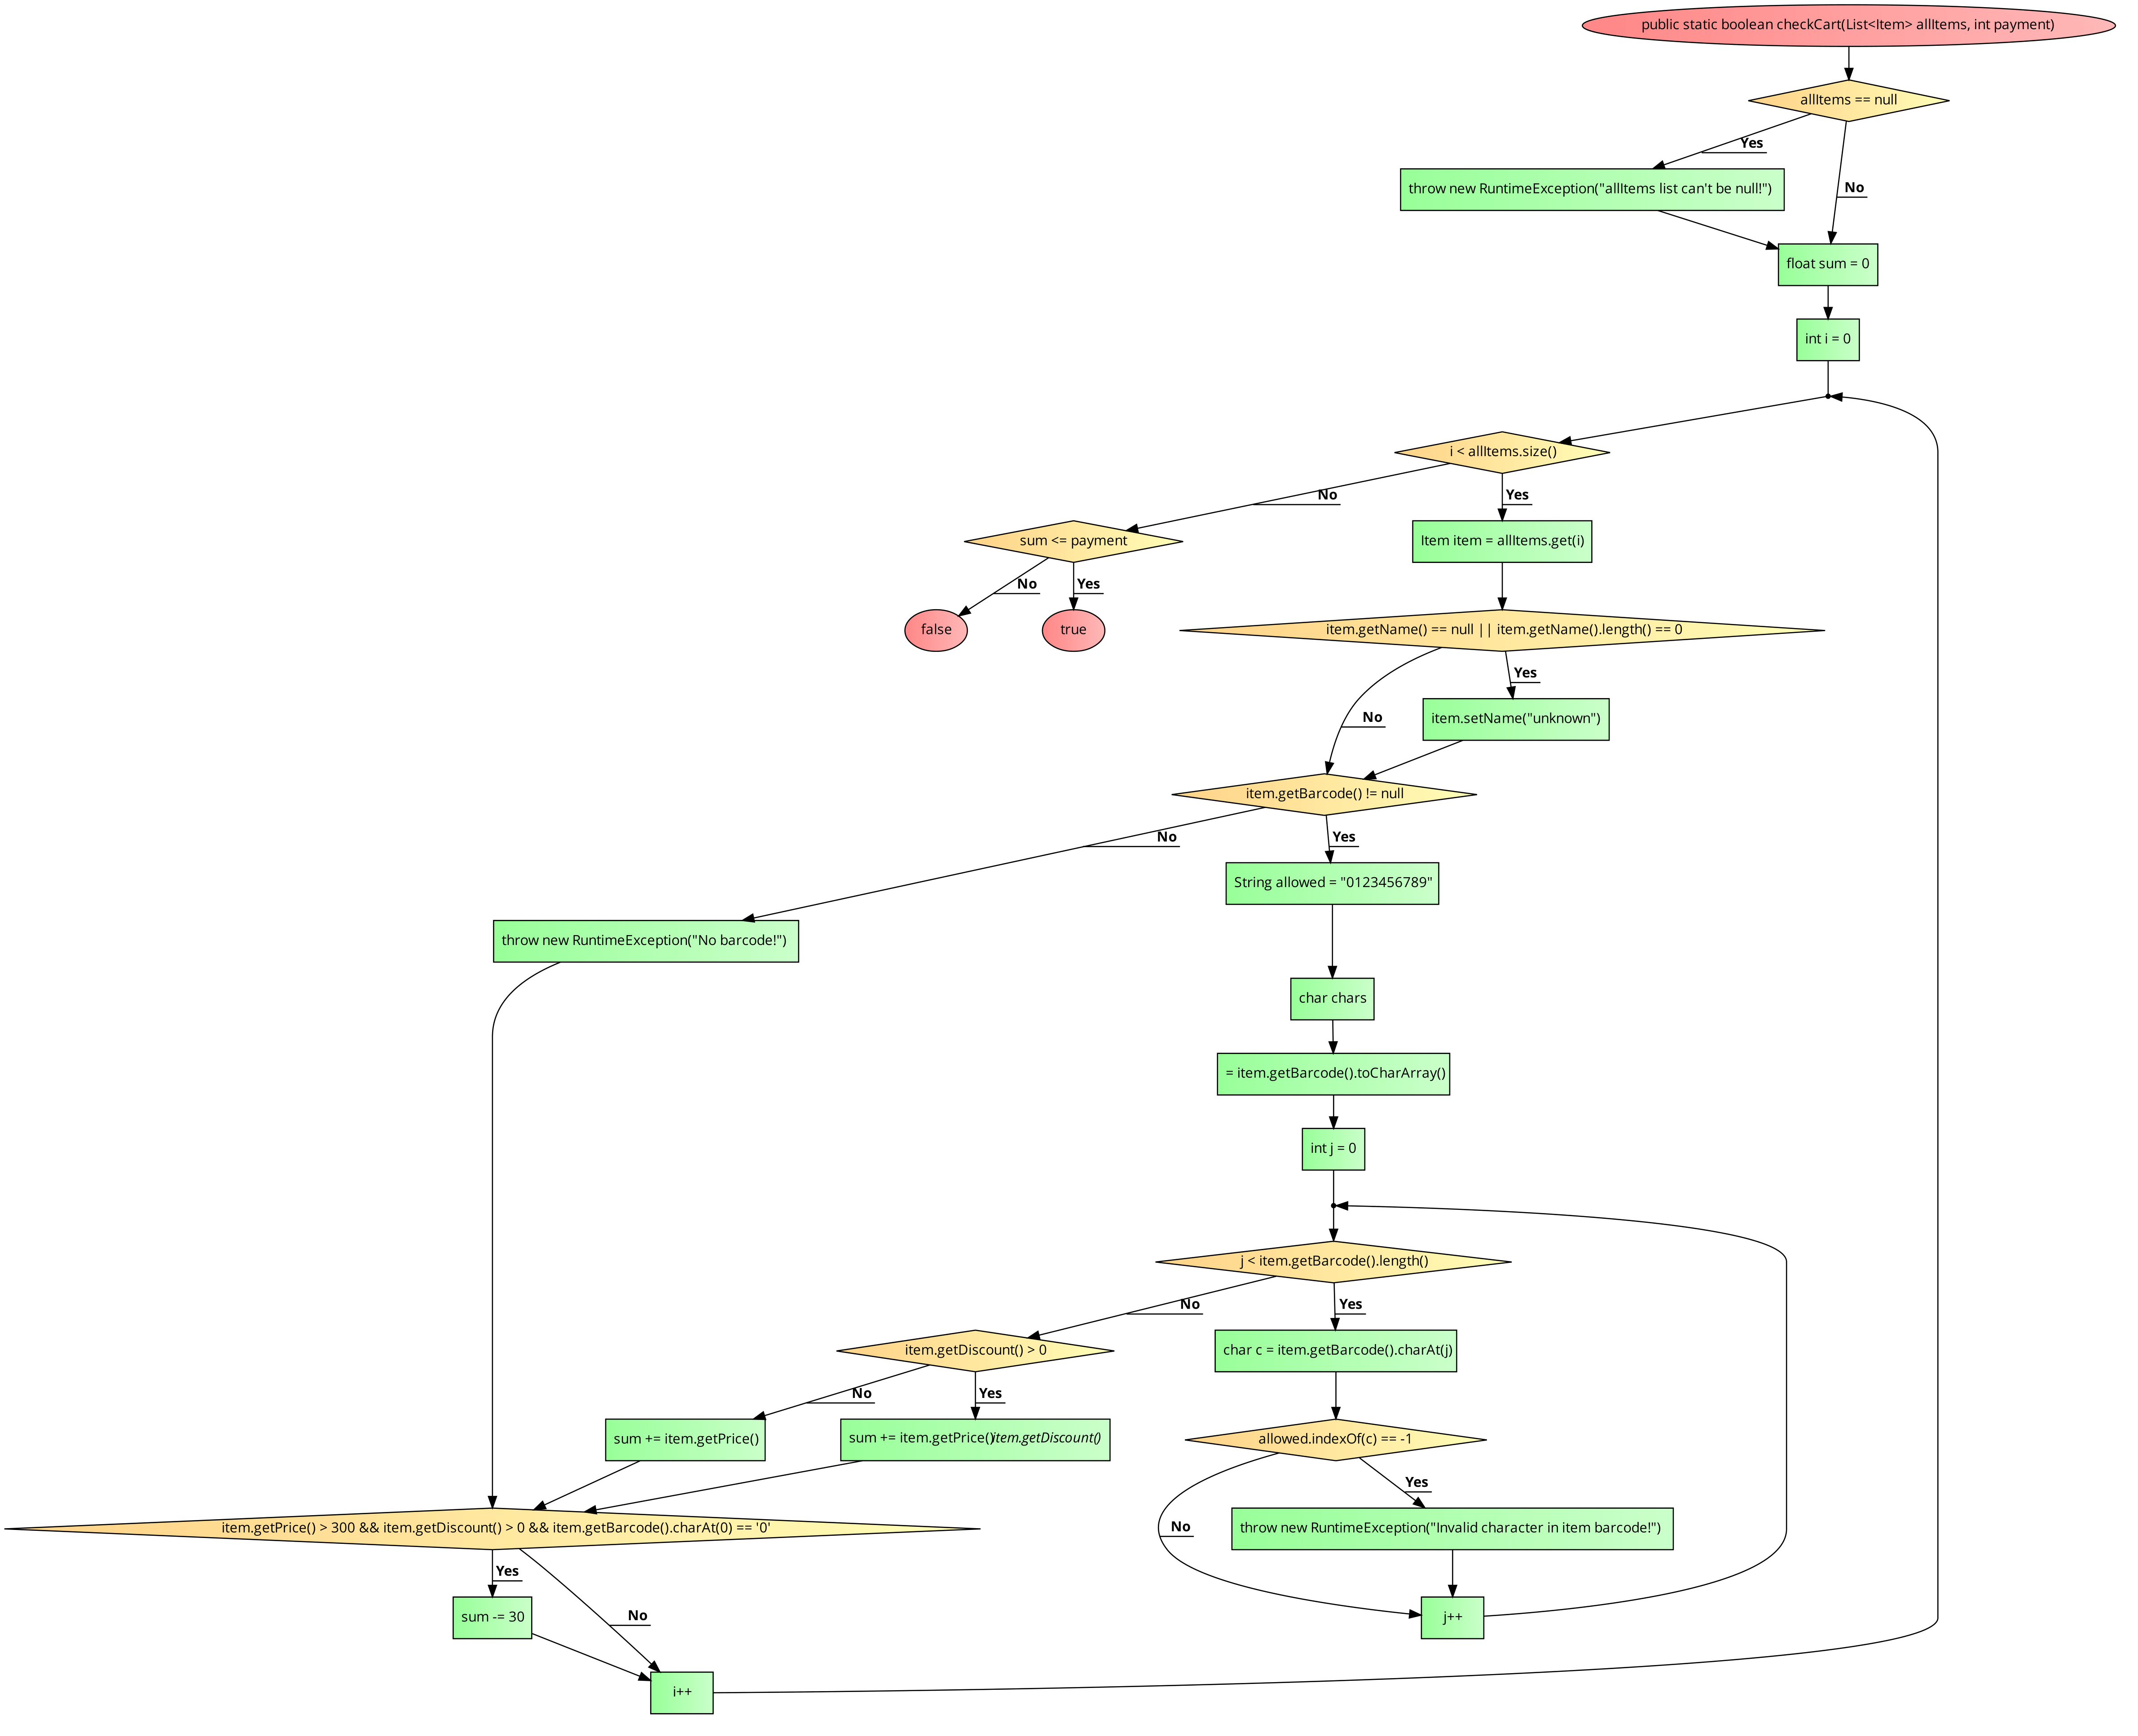 public static boolean checkCart(List<Item> allItems, int payment)
allItems == null
Yes
throw new RuntimeException("allItems list can't be null!")
No
float sum = 0
int i = 0
i < allItems.size()
No
Yes
sum <= payment
Item item = allItems.get(i)
No
Yes
false
true
item.getName() == null || item.getName().length() == 0
Yes
No
item.setName("unknown")
item.getBarcode() != null
No
Yes
String allowed = "0123456789"
throw new RuntimeException("No barcode!")
char chars
= item.getBarcode().toCharArray()
int j = 0
j < item.getBarcode().length()
No
Yes
item.getDiscount() > 0
char c = item.getBarcode().charAt(j)
No
Yes
sum += item.getPrice()
sum += item.getPrice()item.getDiscount()
allowed.indexOf(c) == -1
Yes
No
item.getPrice() > 300 && item.getDiscount() > 0 && item.getBarcode().charAt(0) == '0'
throw new RuntimeException("Invalid character in item barcode!")
Yes
No
sum -= 30
j++
i++